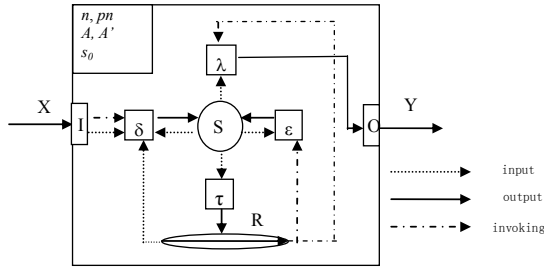 n, pn
A, A'
s₀
X
I
δ
λ
S
ε
τ
R
O
Y
input
output
invoking